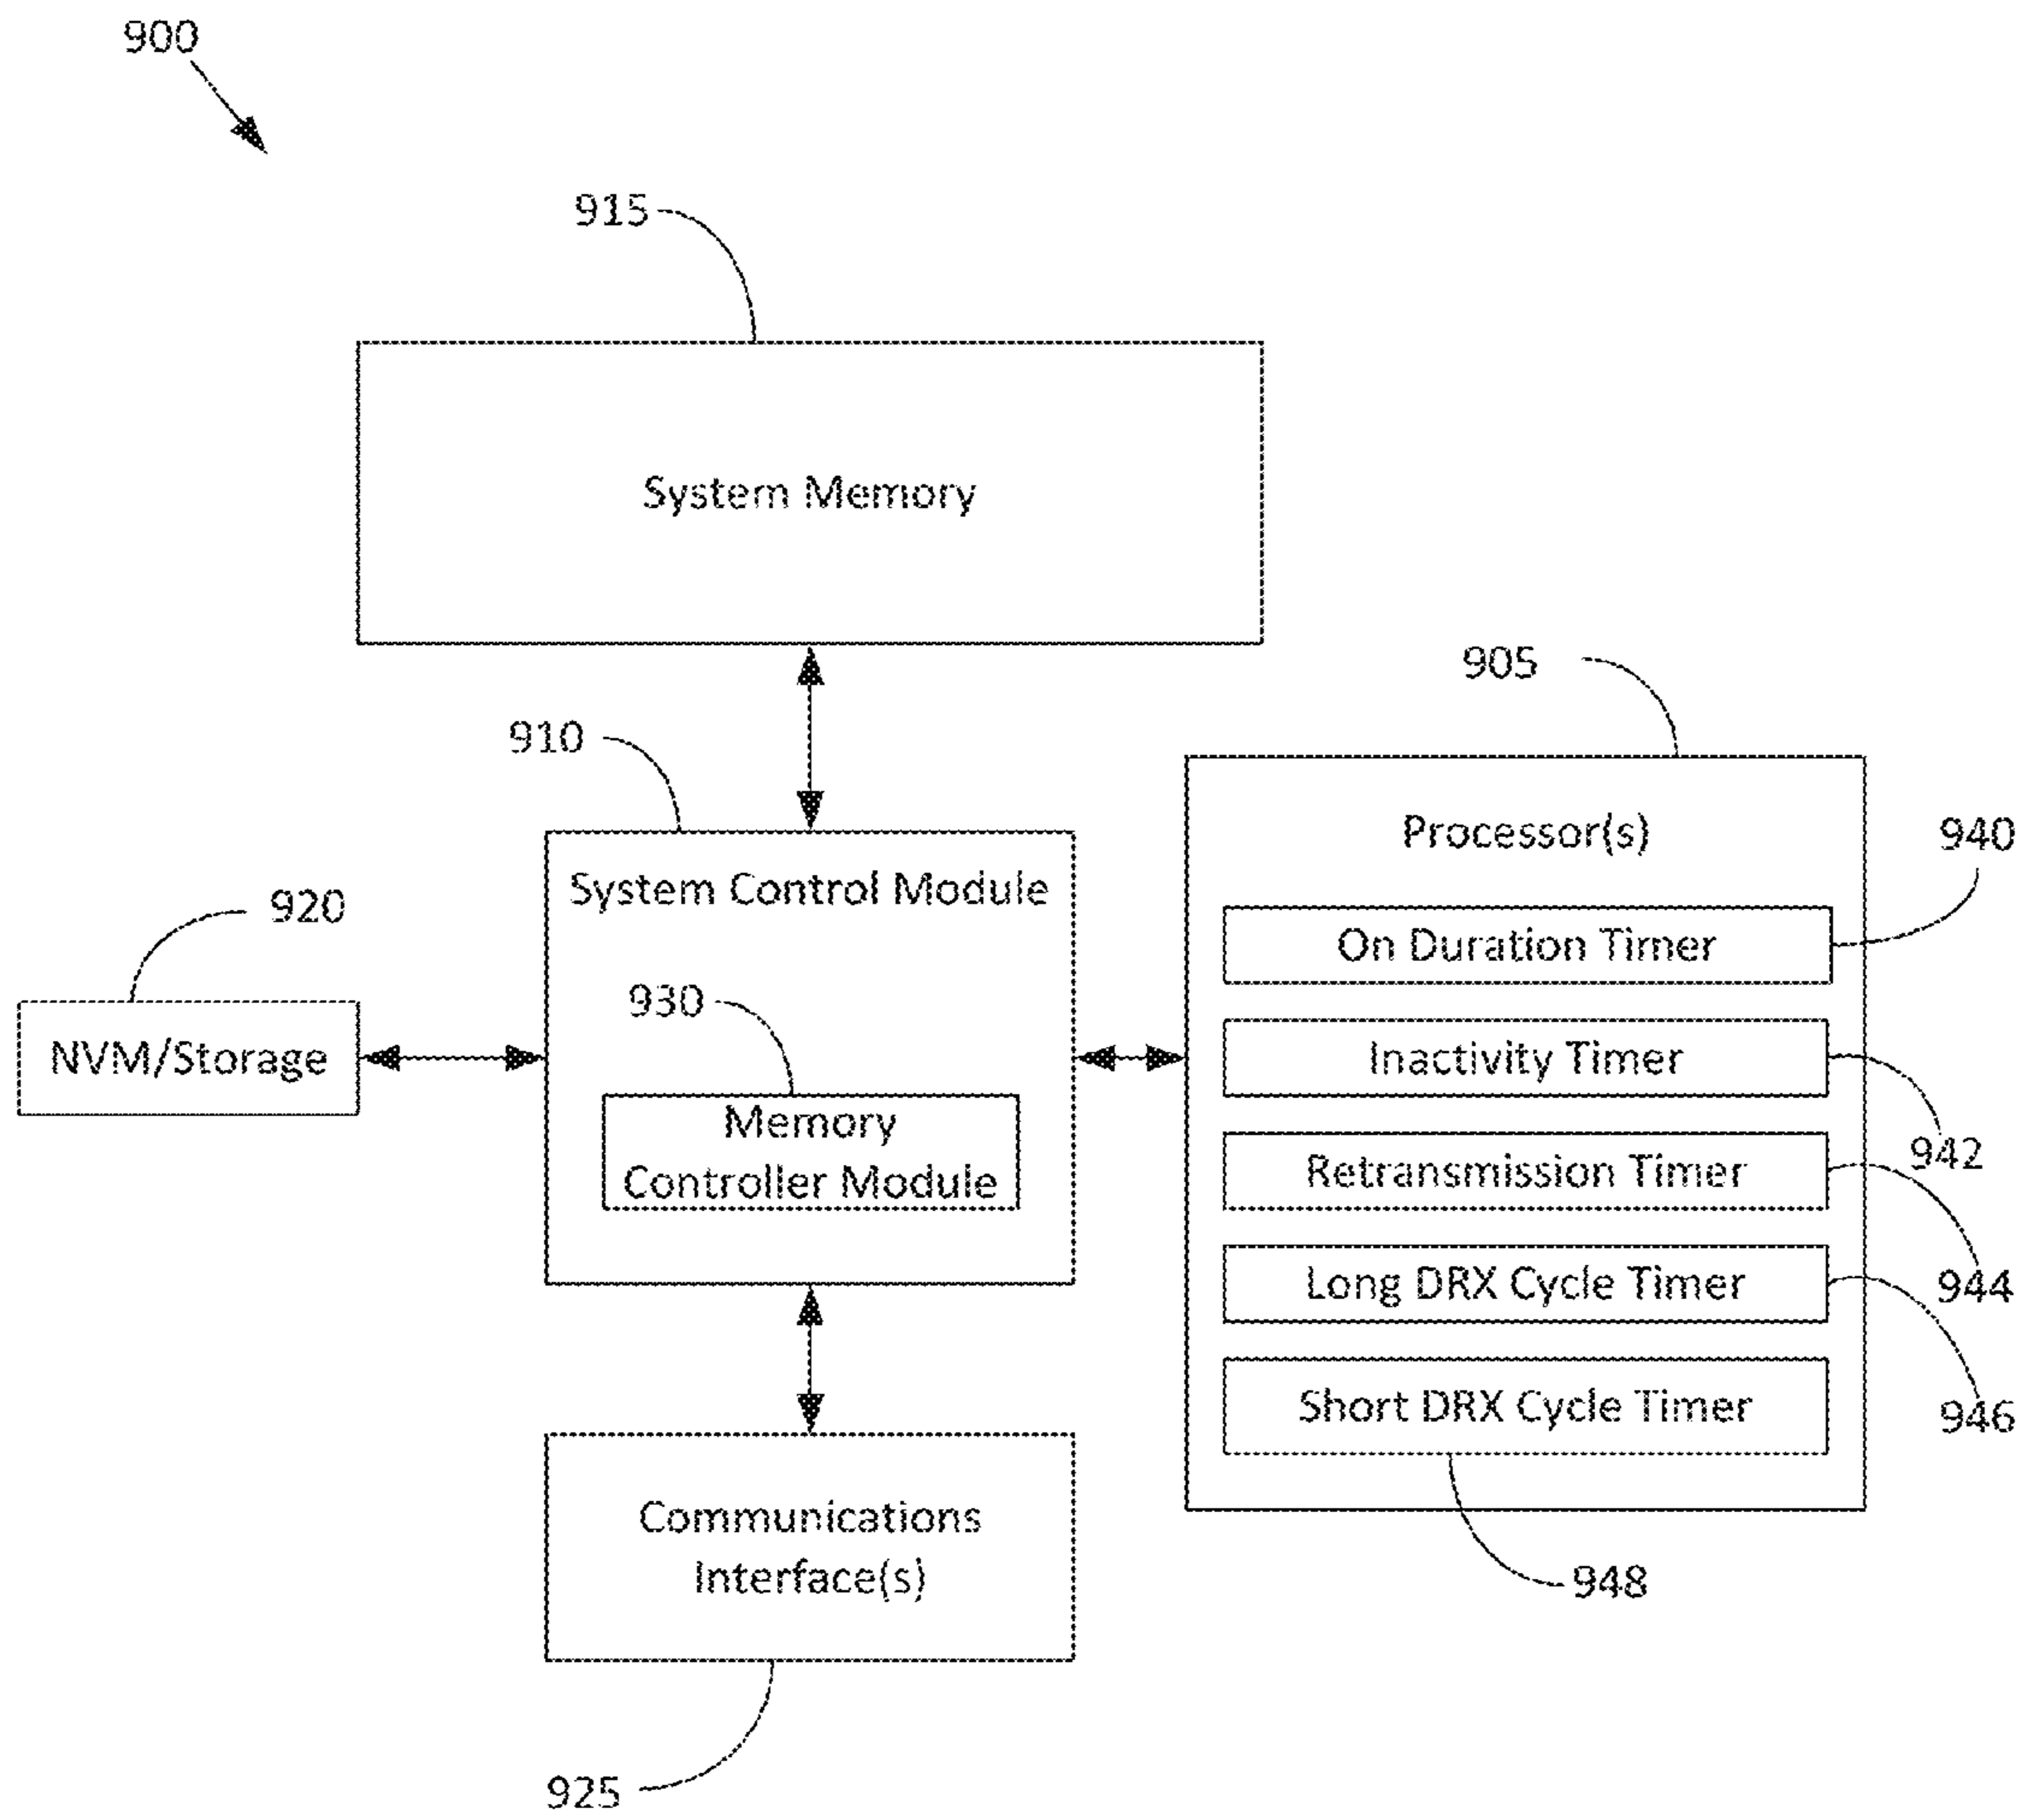 900
915
System Memory
905
910
Processor(s)
940
System Control Module
920
On Duration Timer
930
NVM/Storage
Inactivity Timer
Memory
Controller Module
942
Retransmission Timer
Long DRX Cycle Timer
944
Short DRX Cycle Timer
946
Communications
Interface(s)
948
925